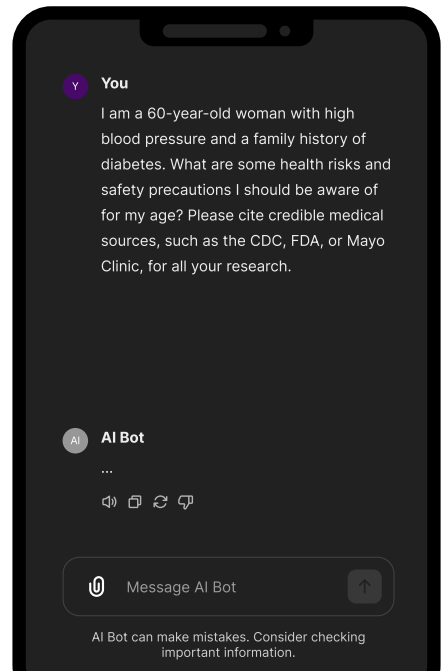 Y
You
I am a 60-year-old woman with high
blood pressure and a family history of
diabetes. What are some health risks and
safety precautions I should be aware of
for my age? Please cite credible medical
sources, such as the CDC, FDA, or Mayo
Clinic, for all your research.
AI
AI Bot
...
Message AI Bot
AI Bot can make mistakes. Consider checking
important information.